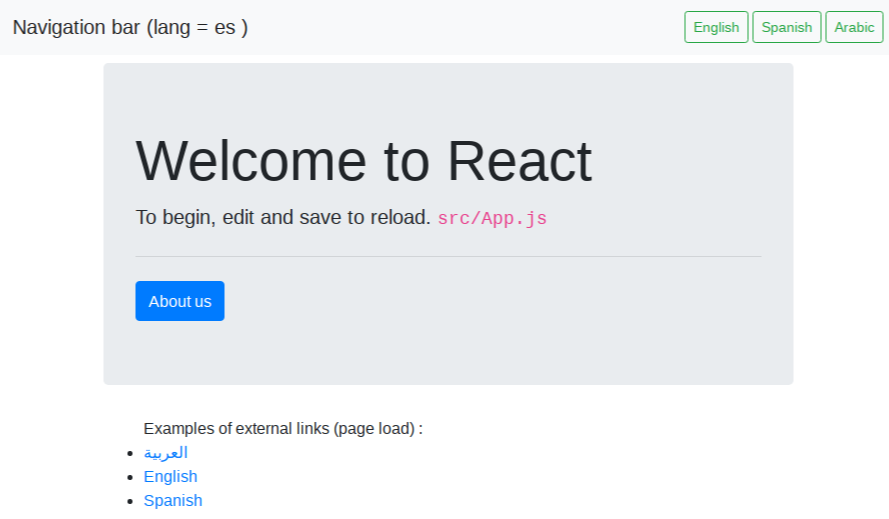 Navigation bar (lang = es )
English
Spanish
Arabic
Welcome to React
To begin, edit and save to reload. src/App.js
About us
Examples of external links (page load) :
العربية
English
Spanish